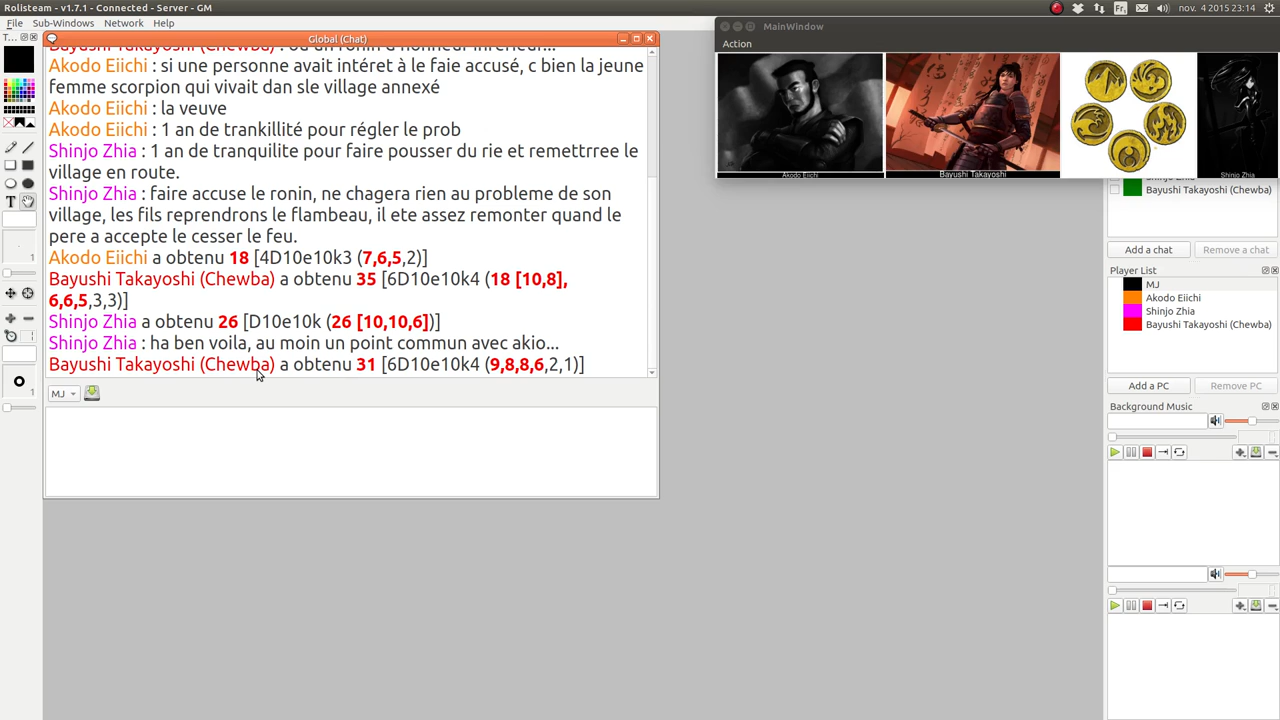 Rolisteam - v1.7.1 - Connected - Server - GM
Fr₁
nov. 4 2015 23:14
File Sub-Windows Network Help
MainWindow
Action
Akodo Eiichi
Bayushi Takayoshi
Shinjo Zhia
T...
Global (Chat)
Akodo Eiichi : si une personne avait intéret à le faie accusé, c bien la jeune
femme scorpion qui vivait dan sle village annexé
Akodo Eiichi : la veuve
Akodo Eiichi : 1 an de trankillité pour régler le prob
Shinjo Zhia : 1 an de tranquilite pour faire pousser du rie et remettrree le
village en route.
Shinjo Zhia : faire accuse le ronin, ne chagera rien au probleme de son
village, les fils reprendrons le flambeau, il ete assez remonter quand le
pere a accepte le cesser le feu.
Akodo Eiichi a obtenu 18 [4D10e10k3 (7,6,5,2)]
Bayushi Takayoshi (Chewba) a obtenu 35 [6D10e10k4 (18 [10,8],
6,6,5,3,3)]
Shinjo Zhia a obtenu 26 [D10e10k (26 [10,10,6])]
Shinjo Zhia : ha ben voila, au moin un point commun avec akio...
Bayushi Takayoshi (Chewba) a obtenu 31 [6D10e10k4 (9,8,8,6,2,1)]
MJ
T
1
1
1
Bayushi Takayoshi (Chewba)
Add a chat Remove a chat
Player List
MJ
Akodo Eiichi
Shinjo Zhia
Bayushi Takayoshi (Chewba)
Add a PC Remove PC
Background Music